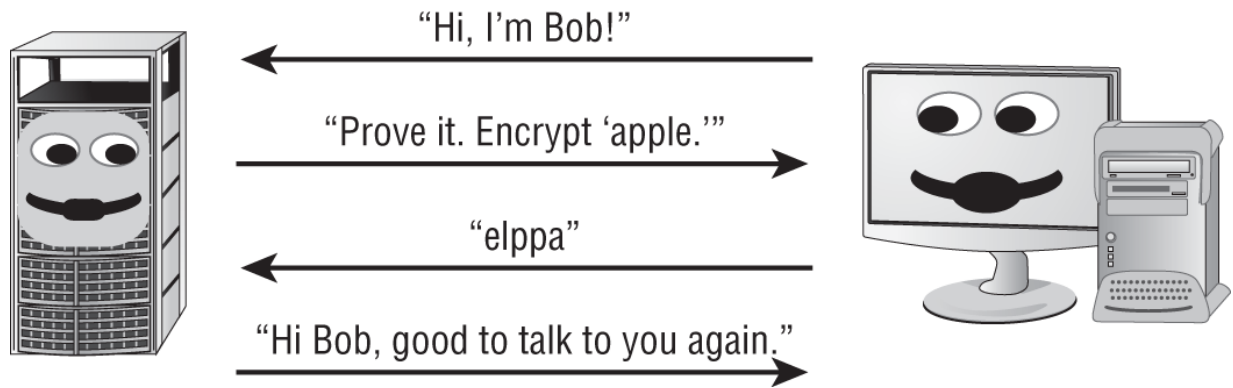 “Hi, I’m Bob!”
“Prove it. Encrypt ‘apple.’”
“elppa”
“Hi Bob, good to talk to you again.”